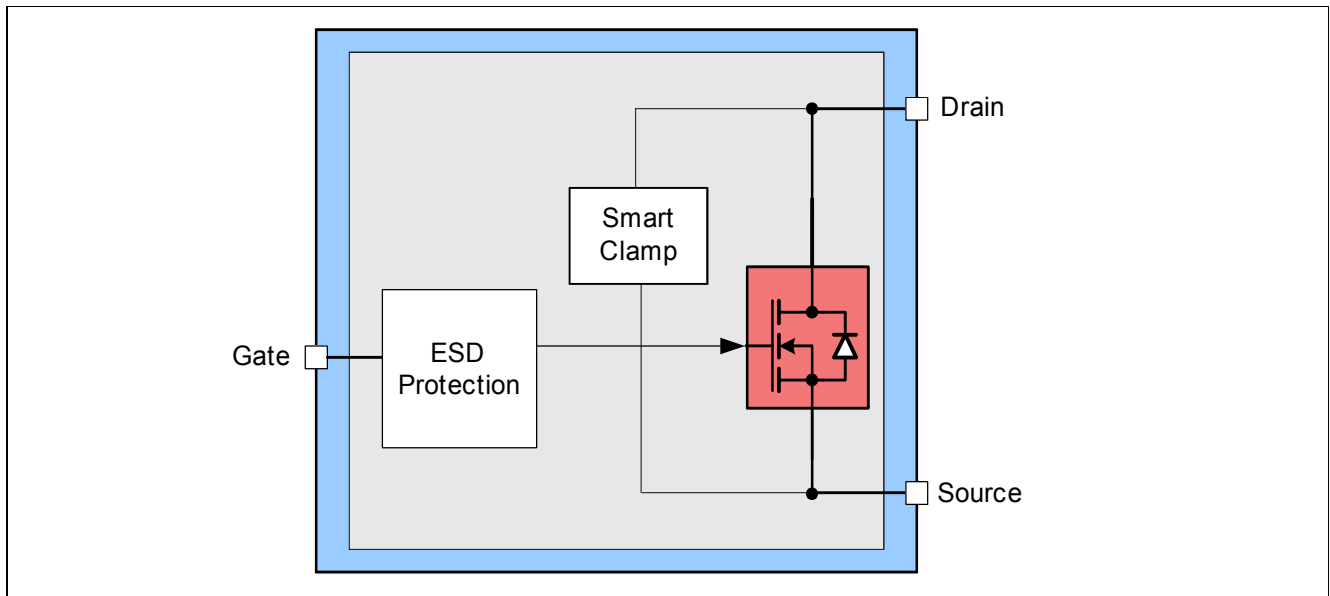 Drain
Smart
Clamp
Gate
ESD
Protection
Source